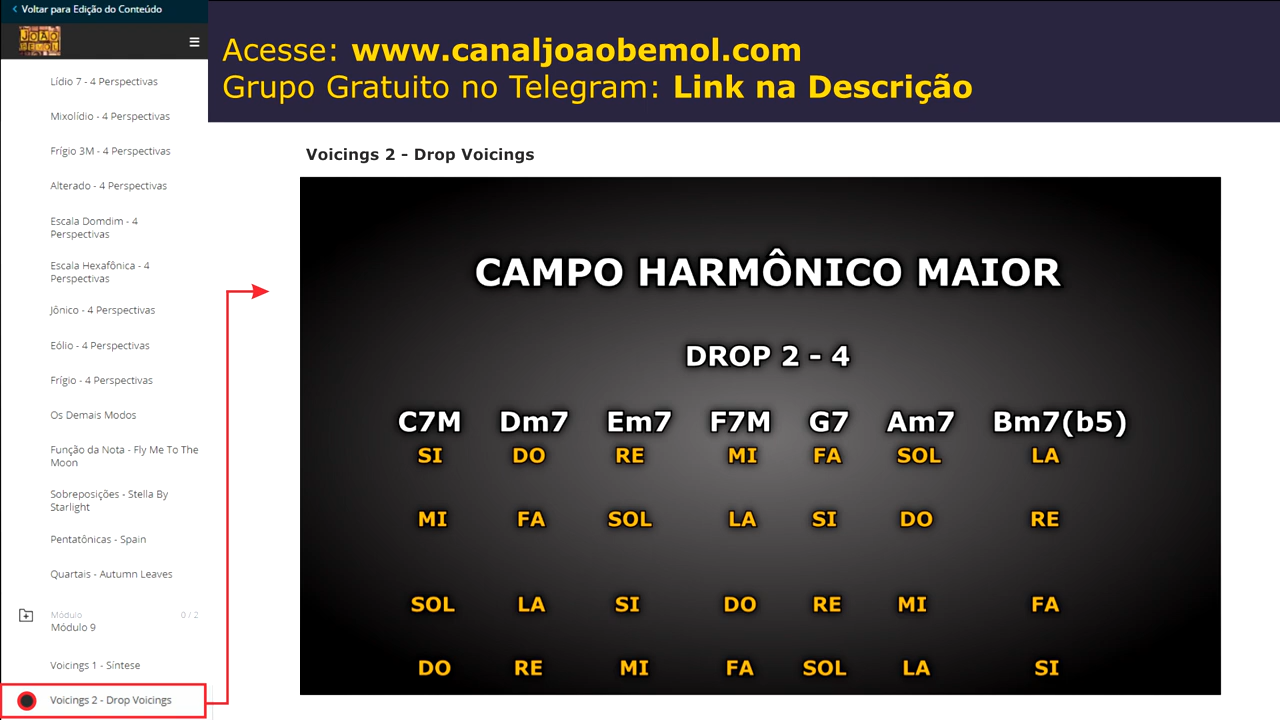 Voltar para Edição do Conteúdo
JOÃO
BEMOL
Acesse: www.canaljoaobemol.com
Grupo Gratuito no Telegram: Link na Descrição
Lídio 7 - 4 Perspectivas
Mixolídio - 4 Perspectivas
Frígio 3M - 4 Perspectivas
Alterado - 4 Perspectivas
Escala Domdim - 4
Perspectivas
Escala Hexafônica - 4
Perspectivas
Jônico - 4 Perspectivas
Eólio - 4 Perspectivas
Frígio - 4 Perspectivas
Os Demais Modos
Função da Nota - Fly Me To The
Moon
Sobreposições - Stella By
Starlight
Pentatônicas - Spain
Quartais - Autumn Leaves
Módulo 0 / 2
Módulo 9
Voicings 1 - Síntese
Voicings 2 - Drop Voicings
Voicings 2 - Drop Voicings
CAMPO HARMÔNICO MAIOR
DROP 2 - 4
C7M Dm7 Em7 F7M G7 Am7 Bm7(b5)
SI DO RE MI FA SOL LA
MI FA SOL LA SI DO RE
SOL LA SI DO RE MI FA
DO RE MI FA SOL LA SI